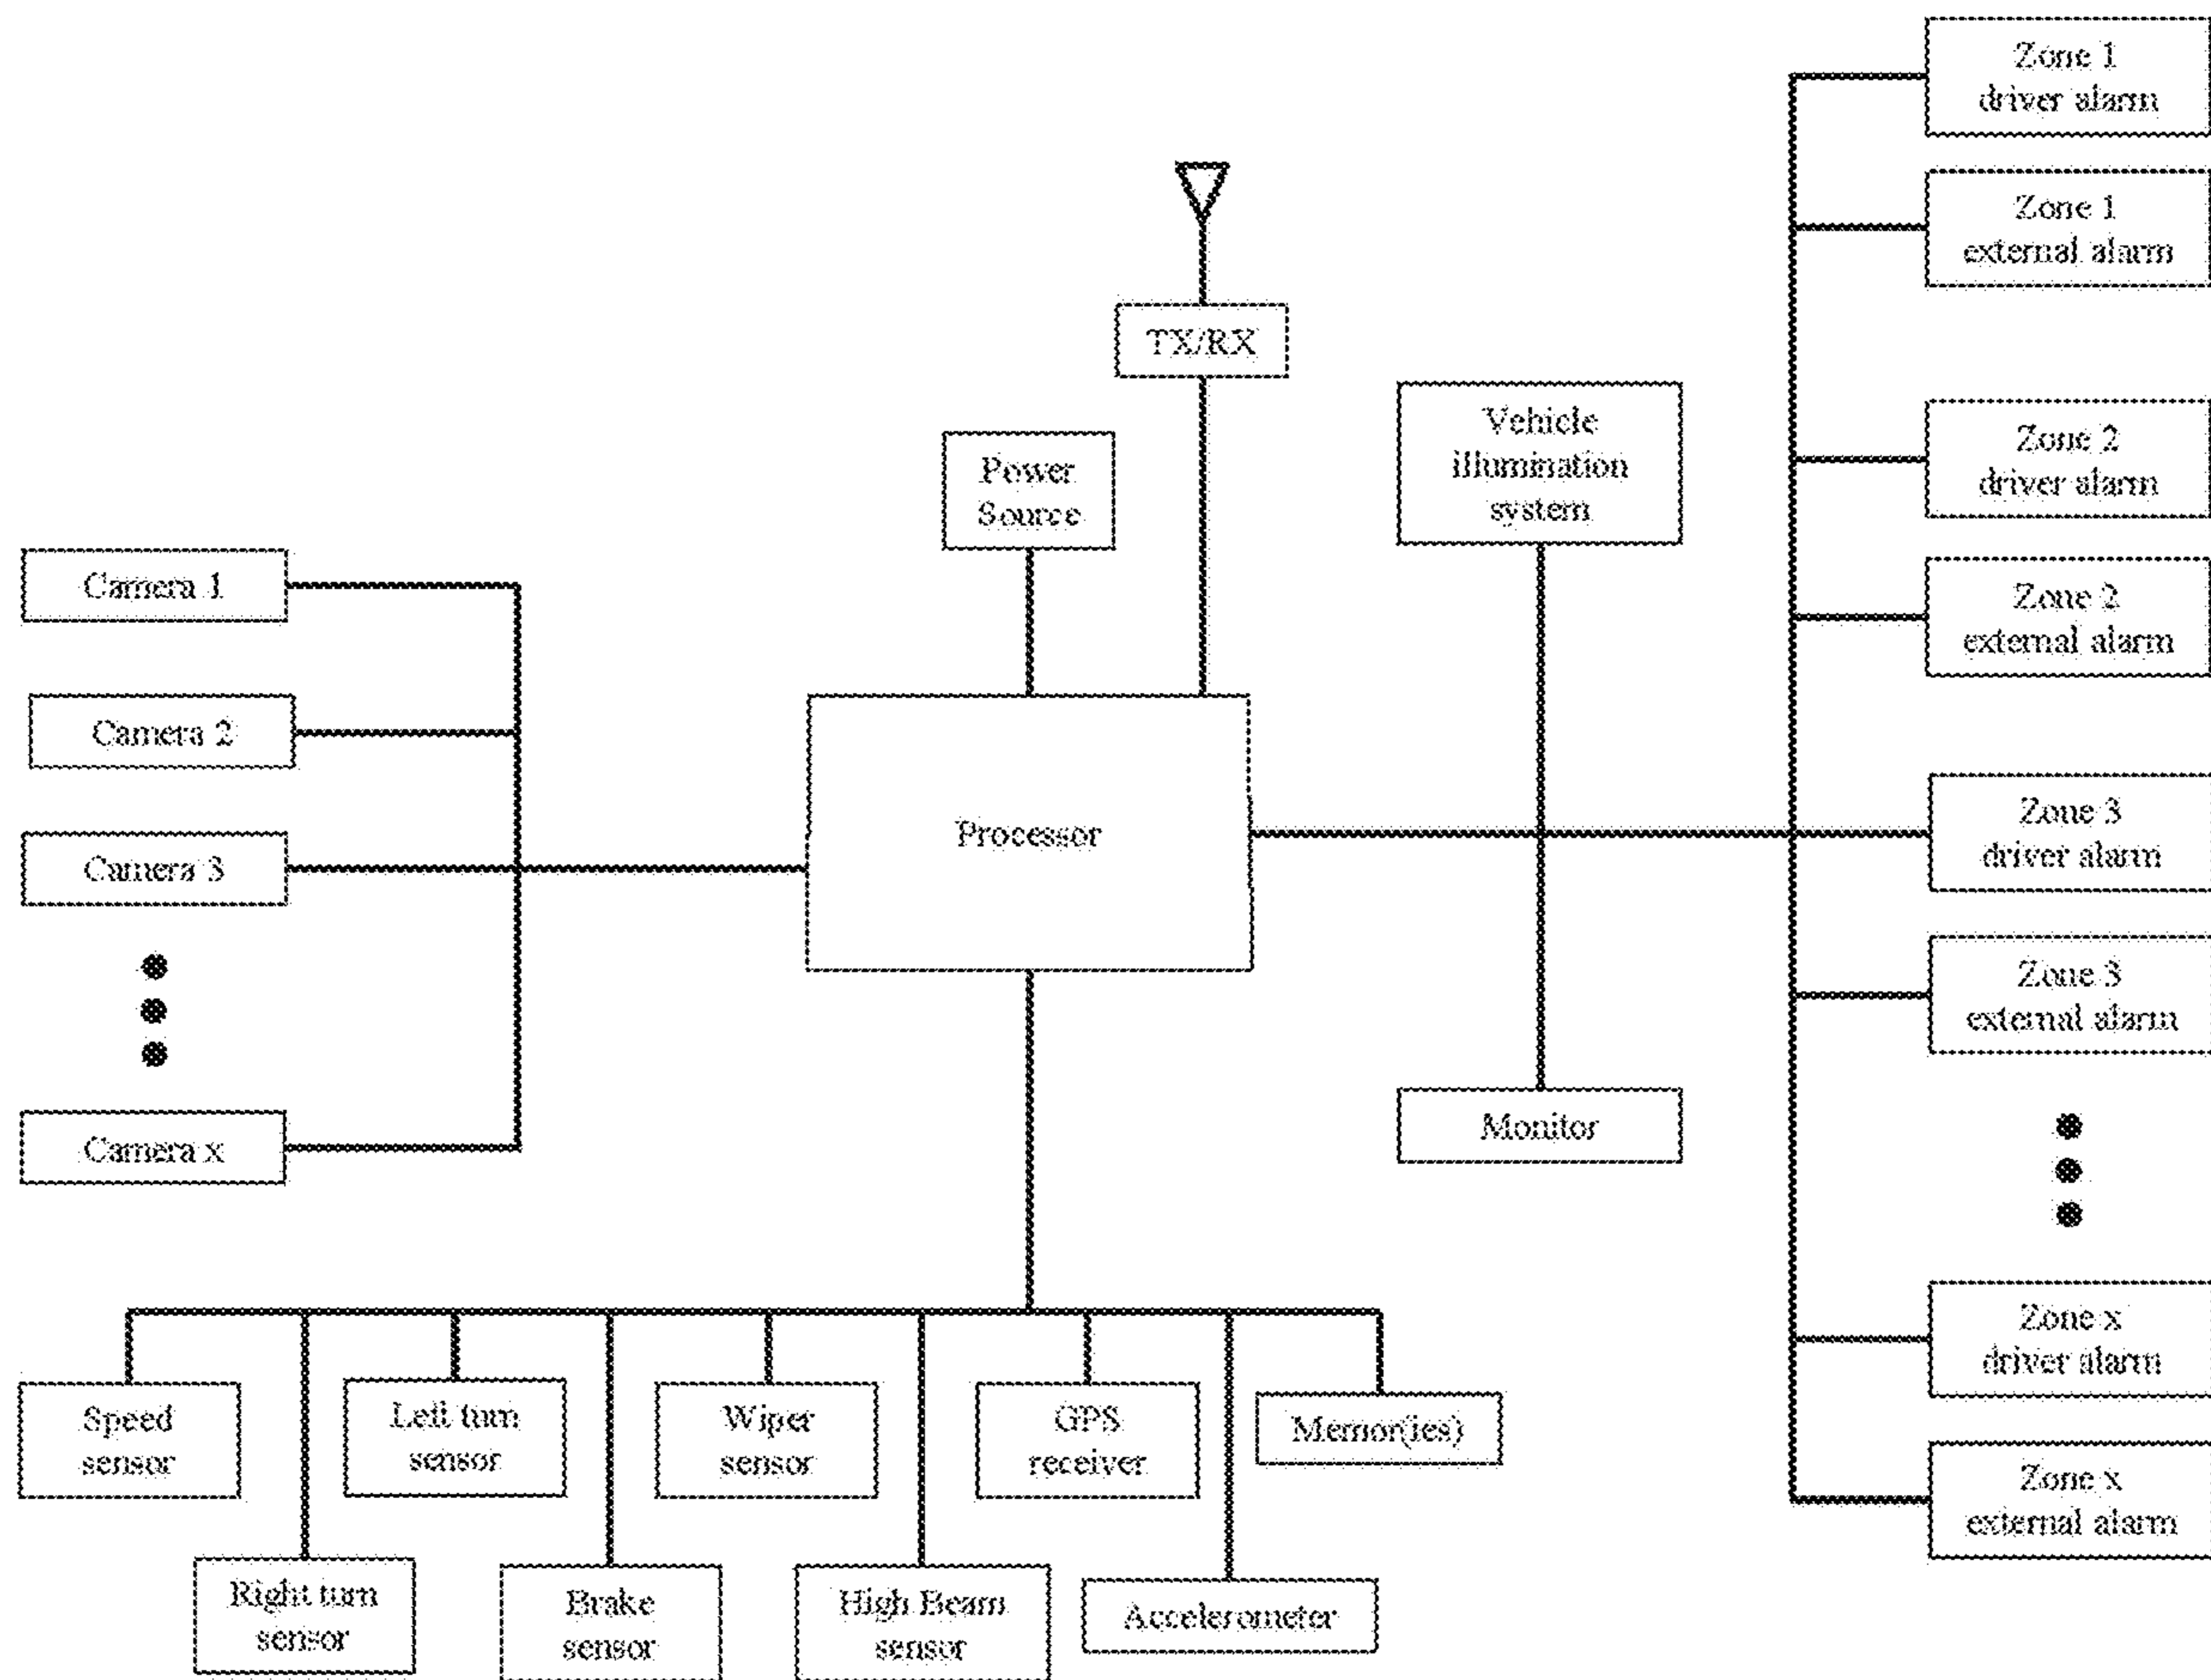 Zone 1
driver alarm
Zone 1
external alarm
TX/RX
Vehicle
illumination
system
Power
Source
Zone 2
driver alarm
Camera 1
Zone 2
external alarm
Camera 2
Processor
Zone 3
driver alarm
Camera 3
Zone 3
external alarm
Monitor
Camera x
Zone x
driver alarm
Speed
sensor
Left turn
sensor
Wiper
sensor
GPS
receiver
Memor(ies)
Zone x
external alarm
Right turn
sensor
Brake
sensor
High Beam
sensor
Accelerometer